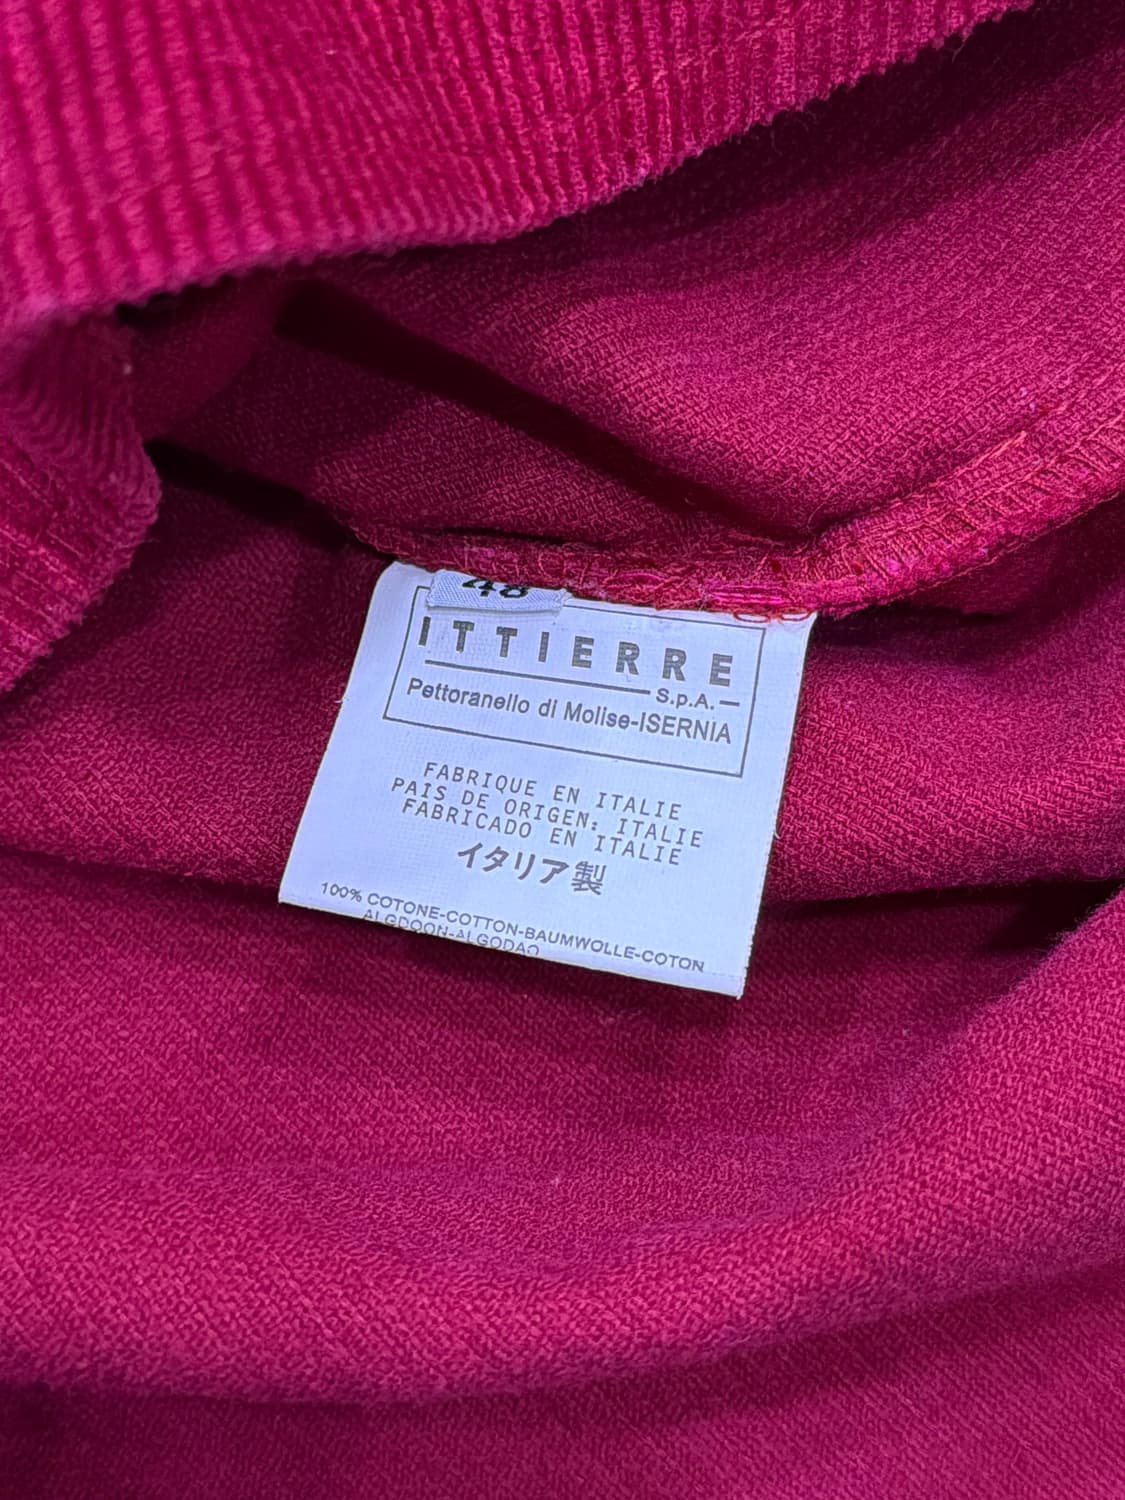 48
ITTIERRE
S.p.A.
Pettoranello di Molise-ISERNIA
FABRIQUE EN ITALIE
PAIS DE ORIGEN: ITALIE
FABRICADO EN ITALIE
イタリア製
100% COTONE-COTTON-BAUMWOLLE-COTON
ALGDOON-ALGODAO